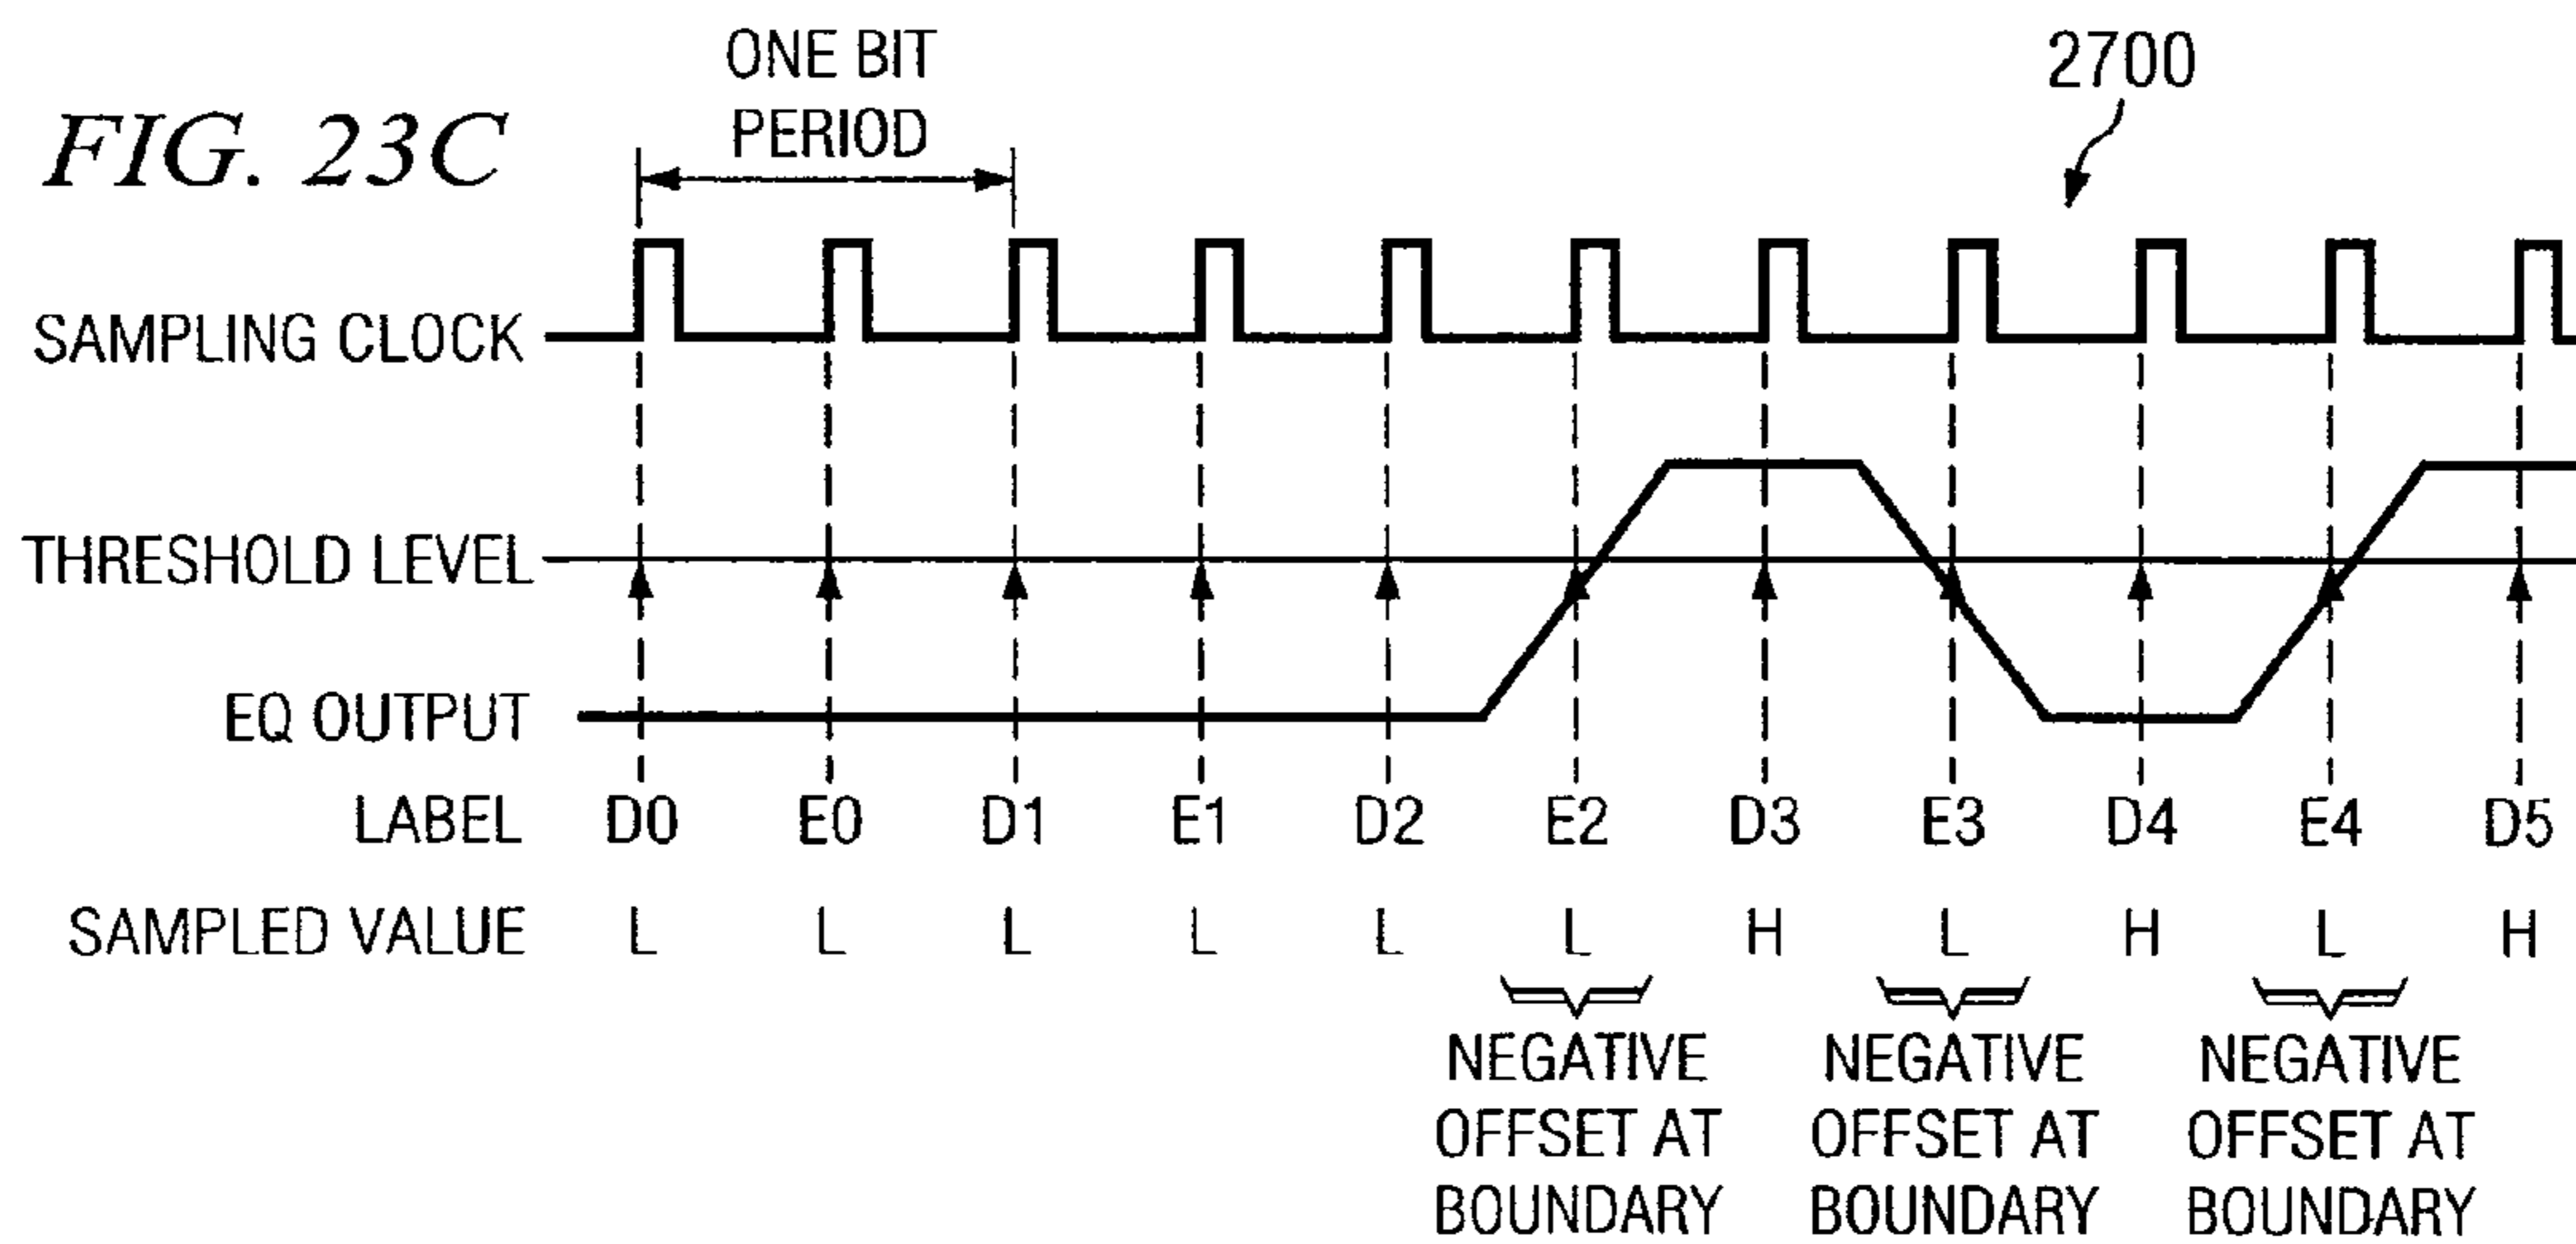 FIG. 23C
ONE BIT
PERIOD
2700
SAMPLING CLOCK
THRESHOLD LEVEL
EQ OUTPUT
LABEL D0 E0 D1 E1 D2 E2 D3 E3 D4 E4 D5
SAMPLED VALUE L L L L L L H L H L H
NEGATIVE NEGATIVE NEGATIVE
OFFSET AT OFFSET AT OFFSET AT
BOUNDARY BOUNDARY BOUNDARY